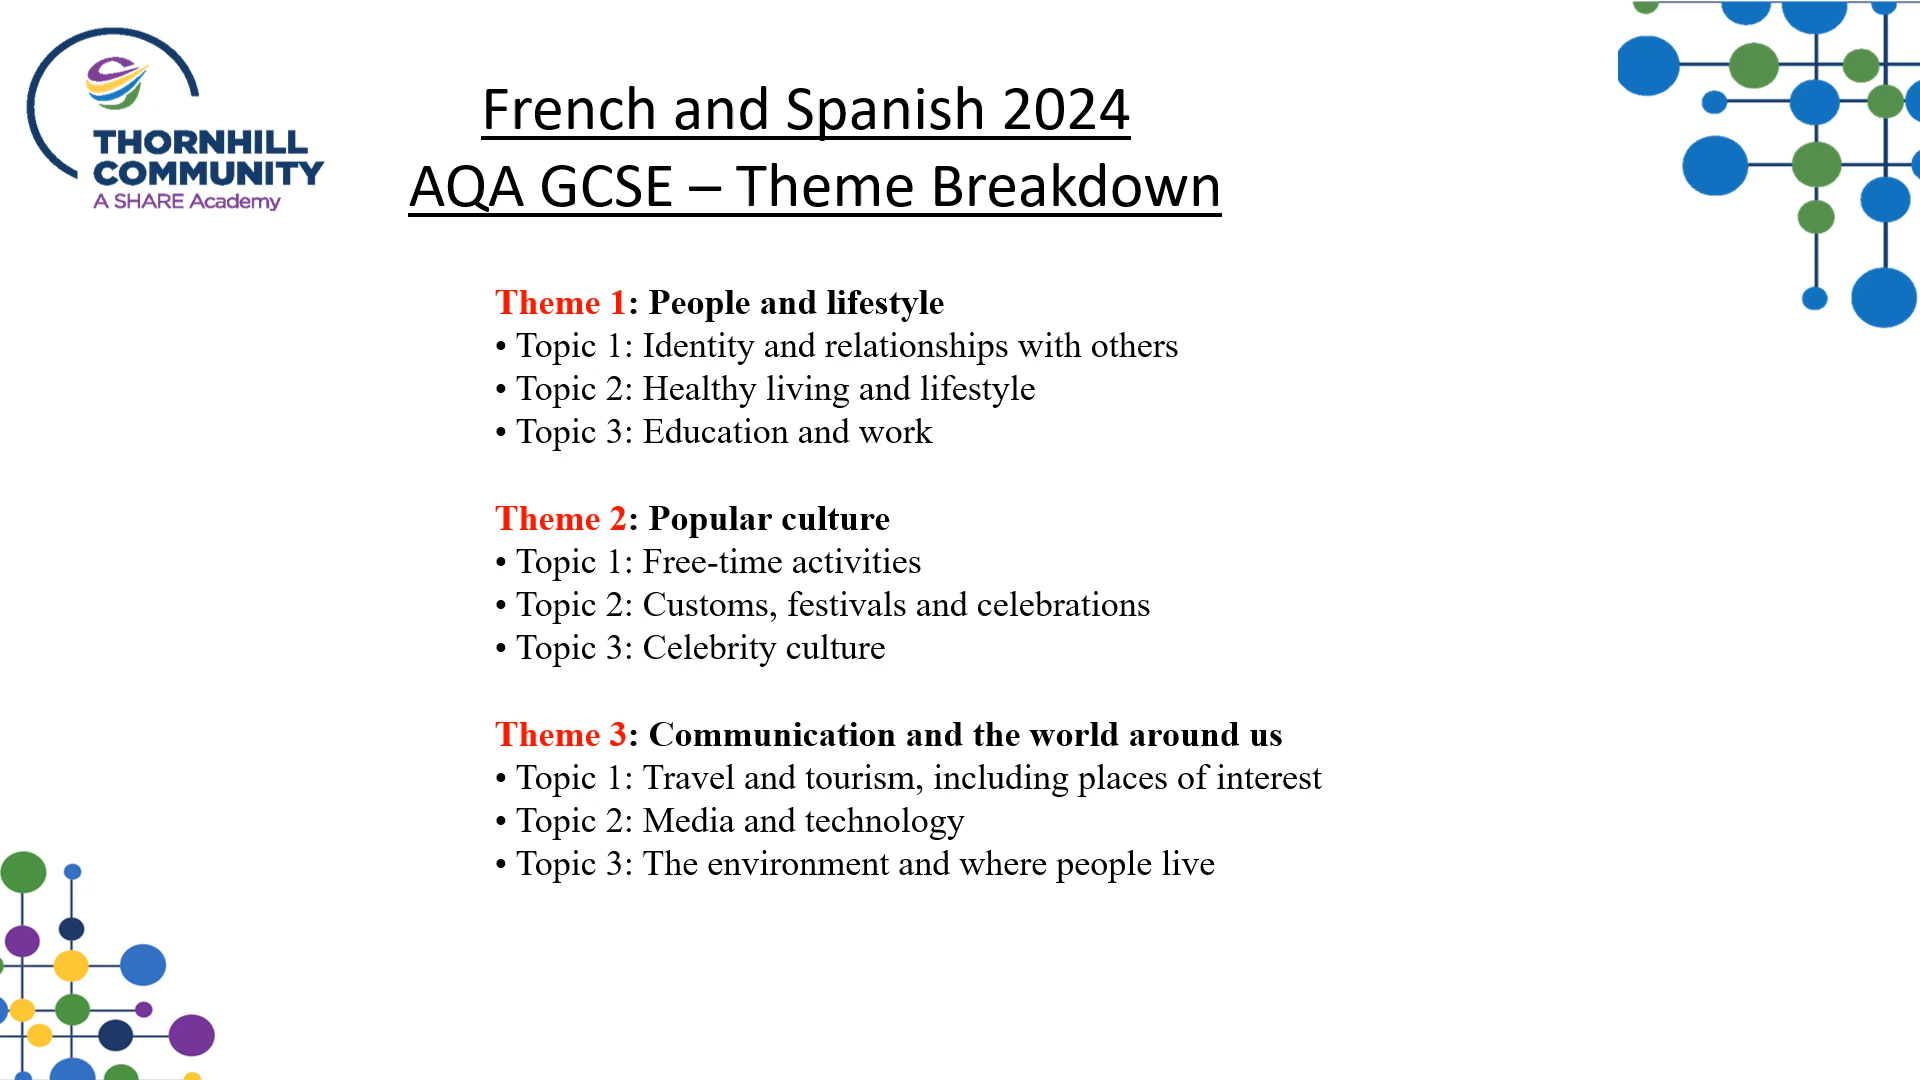 THORNHILL
COMMUNITY
A SHARE Academy
French and Spanish 2024
AQA GCSE – Theme Breakdown
Theme 1: People and lifestyle
• Topic 1: Identity and relationships with others
• Topic 2: Healthy living and lifestyle
• Topic 3: Education and work
Theme 2: Popular culture
• Topic 1: Free-time activities
• Topic 2: Customs, festivals and celebrations
• Topic 3: Celebrity culture
Theme 3: Communication and the world around us
• Topic 1: Travel and tourism, including places of interest
• Topic 2: Media and technology
• Topic 3: The environment and where people live